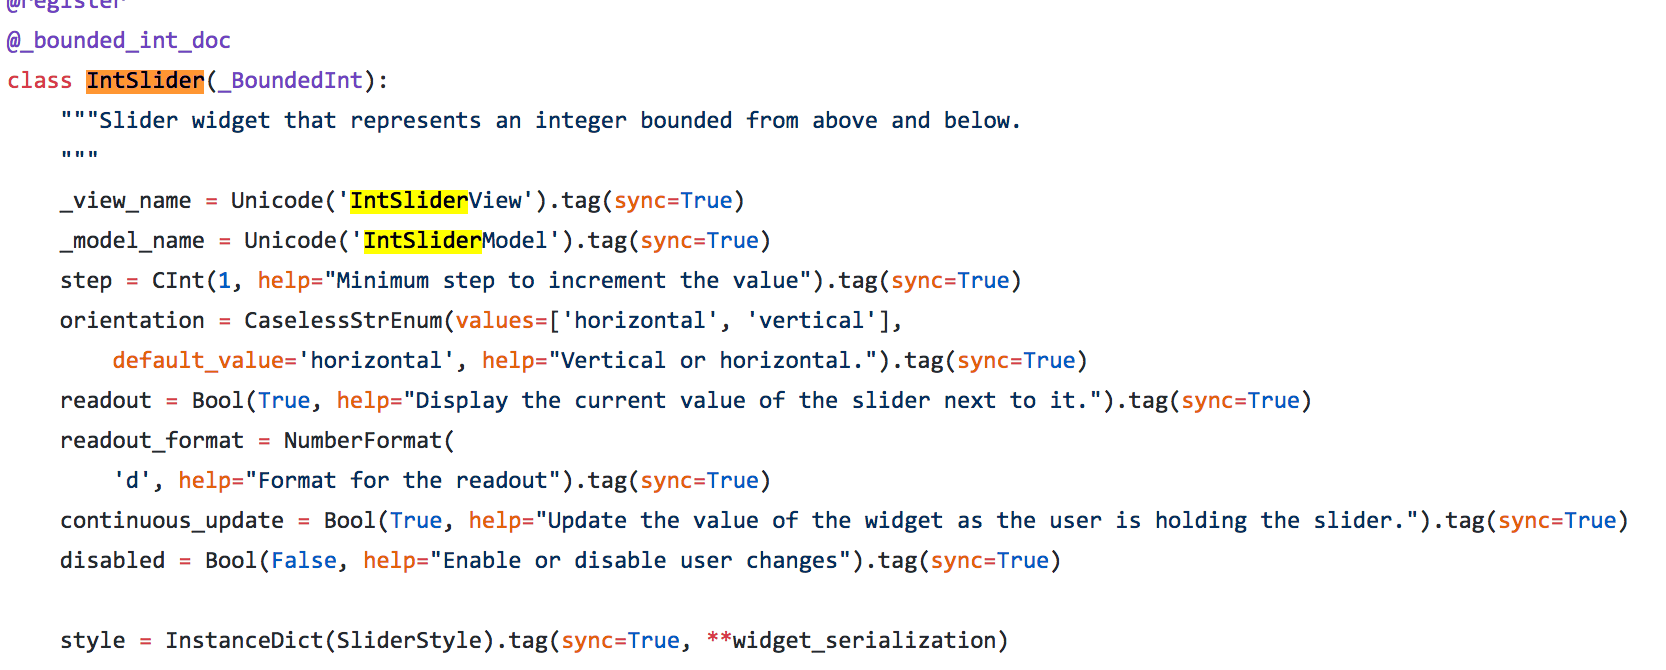 @register
@_bounded_int_doc
class IntSlider(_BoundedInt):
    """Slider widget that represents an integer bounded from above and below.
    """
    _view_name = Unicode('IntSliderView').tag(sync=True)
    _model_name = Unicode('IntSliderModel').tag(sync=True)
    step = CInt(1, help="Minimum step to increment the value").tag(sync=True)
    orientation = CaselessStrEnum(values=['horizontal', 'vertical'],
        default_value='horizontal', help="Vertical or horizontal.").tag(sync=True)
    readout = Bool(True, help="Display the current value of the slider next to it.").tag(sync=True)
    readout_format = NumberFormat(
        'd', help="Format for the readout").tag(sync=True)
    continuous_update = Bool(True, help="Update the value of the widget as the user is holding the slider.").tag(sync=True)
    disabled = Bool(False, help="Enable or disable user changes").tag(sync=True)
    style = InstanceDict(SliderStyle).tag(sync=True, **widget_serialization)